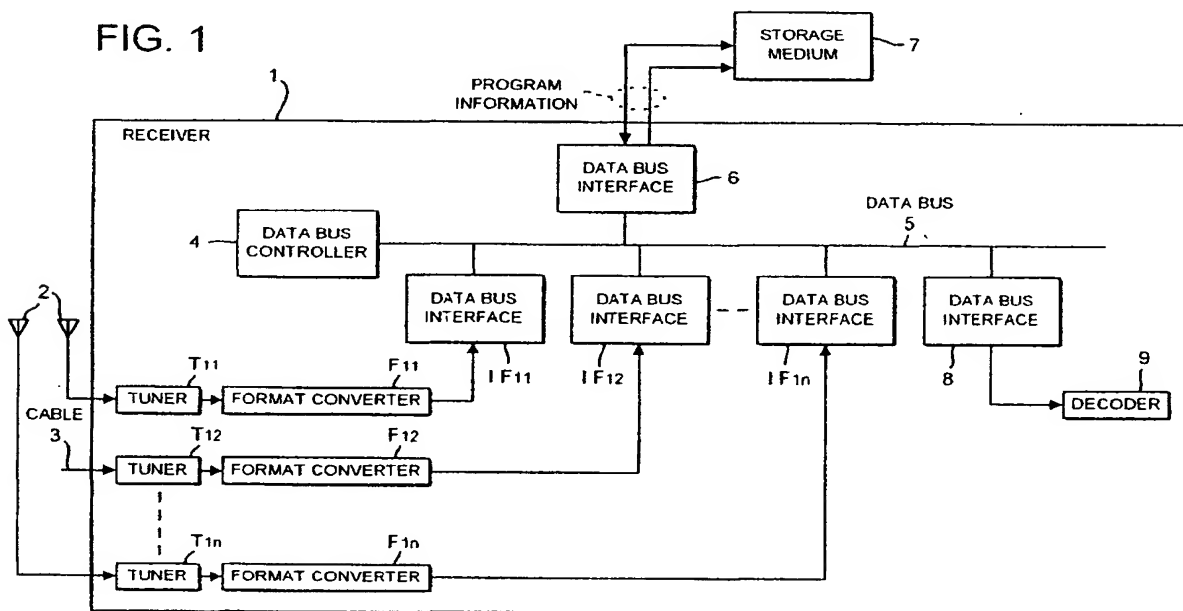 FIG. 1
STORAGE
MEDIUM
7
1
PROGRAM
INFORMATION
RECEIVER
DATA BUS
INTERFACE
6
4
DATA BUS
CONTROLLER
DATA BUS
5
2
DATA BUS
INTERFACE
DATA BUS
INTERFACE
DATA BUS
INTERFACE
DATA BUS
INTERFACE
IF11
IF12
IF1n
8
9
DECODER
T11
F11
TUNER
FORMAT CONVERTER
CABLE
3
T12
F12
TUNER
FORMAT CONVERTER
T1n
F1n
TUNER
FORMAT CONVERTER